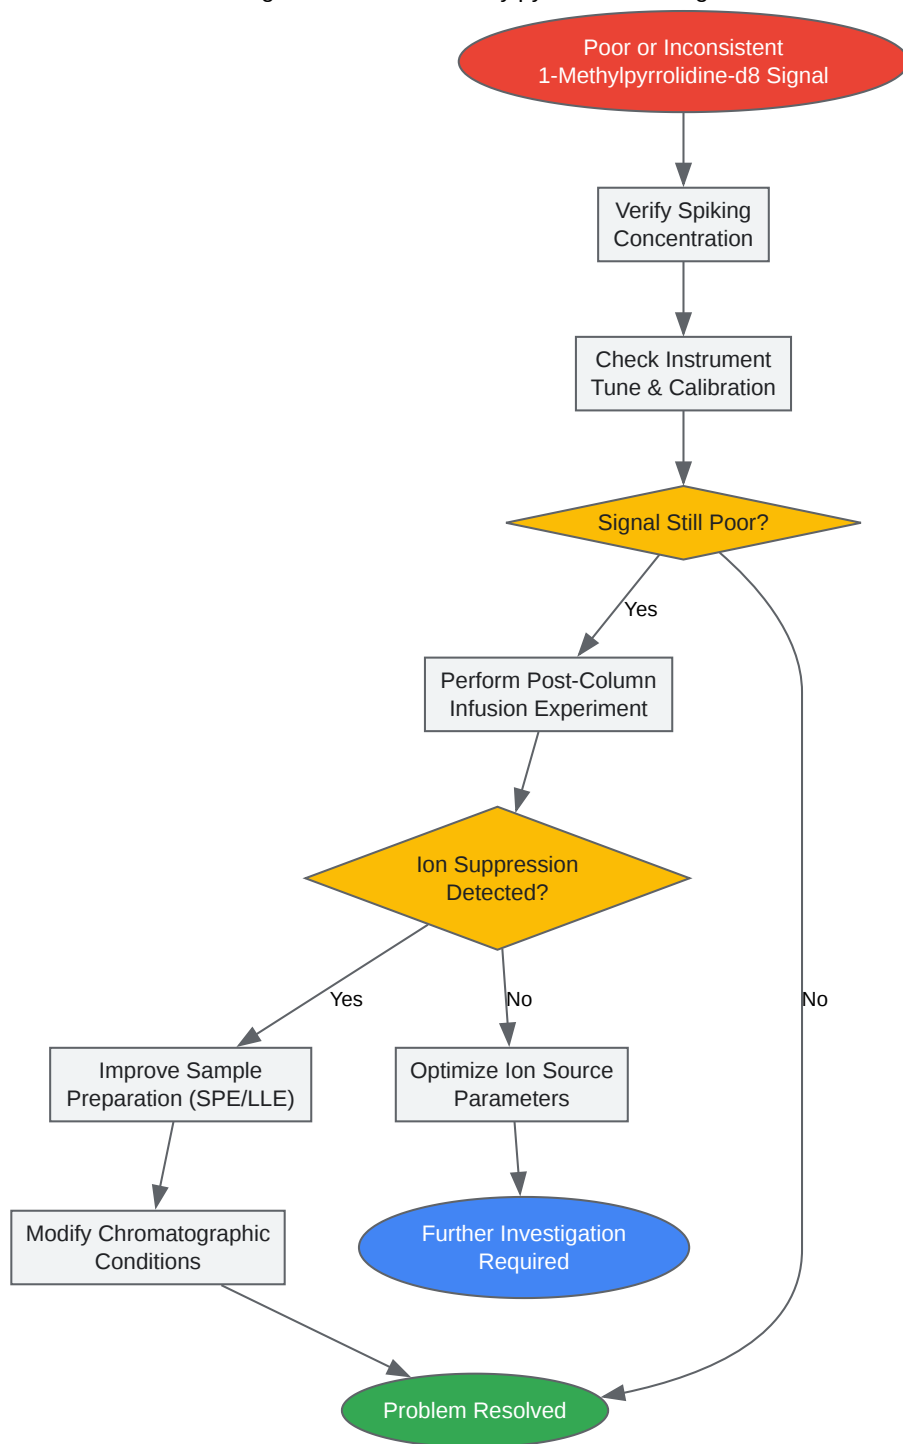 Poor or Inconsistent
1-Methylpyrrolidine-d8 Signal
Verify Spiking
Concentration
Check Instrument
Tune & Calibration
Signal Still Poor?
Yes
Perform Post-Column
Infusion Experiment
Ion Suppression
Detected?
Yes
No
No
Improve Sample
Preparation (SPE/LLE)
Optimize Ion Source
Parameters
Modify Chromatographic
Conditions
Further Investigation
Required
Problem Resolved